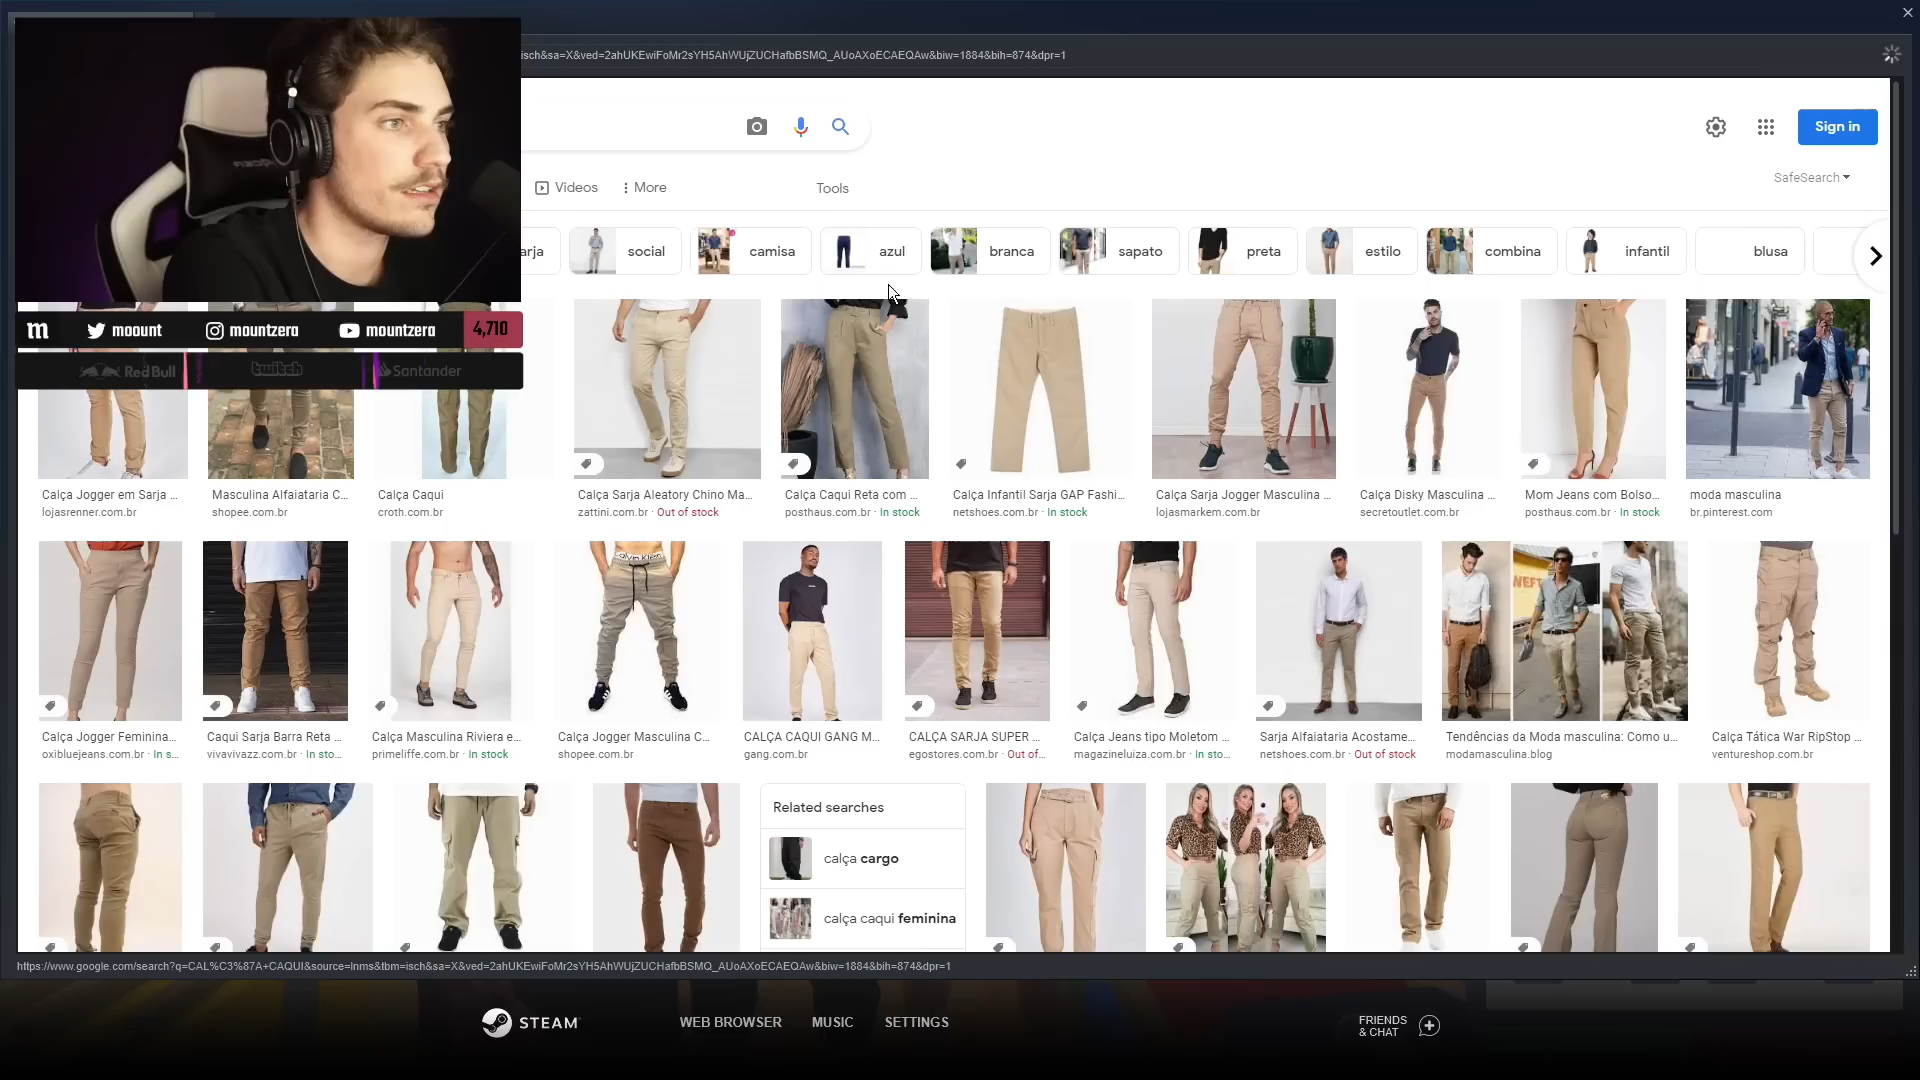 isch&sa=X&ved=2ahUKEwiFoMr2sYH5AhWUjZUCHafbBSMQ_AUoAXoECAEQAw&biw=1884&bih=874&dpr=1
Sign in
Videos
More
Tools
SafeSearch
arja
social
camisa
azul
branca
sapato
preta
estilo
combina
infantil
blusa
m moount mountzera mountzera 4,710
Red Bull twitch Santander
Calça Jogger em Sarja ...
lojasrenner.com.br
Masculina Alfaiataria C...
shopee.com.br
Calça Caqui
croth.com.br
Calça Sarja Aleatory Chino Ma...
zattini.com.br · Out of stock
Calça Caqui Reta com ...
posthaus.com.br · In stock
Calça Infantil Sarja GAP Fashi...
netshoes.com.br · In stock
Calça Sarja Jogger Masculina ...
lojasmarkem.com.br
Calça Disky Masculina ...
secretoutlet.com.br
Mom Jeans com Bolso...
posthaus.com.br · In stock
moda masculina
br.pinterest.com
Calvin Klein
WEFT
Calça Jogger Feminina...
oxibluejeans.com.br · In s...
Caqui Sarja Barra Reta ...
vivavivazz.com.br · In sto...
Calça Masculina Riviera e...
primeliffe.com.br · In stock
Calça Jogger Masculina C...
shopee.com.br
CALÇA CAQUI GANG M...
gang.com.br
CALÇA SARJA SUPER ...
egostores.com.br · Out of...
Calça Jeans tipo Moletom ...
magazineluiza.com.br · In sto...
Sarja Alfaiataria Acostame...
netshoes.com.br · Out of stock
Tendências da Moda masculina: Como u...
modamasculina.blog
Calça Tática War RipStop ...
ventureshop.com.br
Related searches
calça cargo
calça caqui feminina
https://www.google.com/search?q=CAL%C3%87A+CAQUI&source=lnms&tbm=isch&sa=X&ved=2ahUKEwiFoMr2sYH5AhWUjZUCHafbBSMQ_AUoAXoECAEQAw&biw=1884&bih=874&dpr=1
STEAM
WEB BROWSER
MUSIC
SETTINGS
FRIENDS
& CHAT